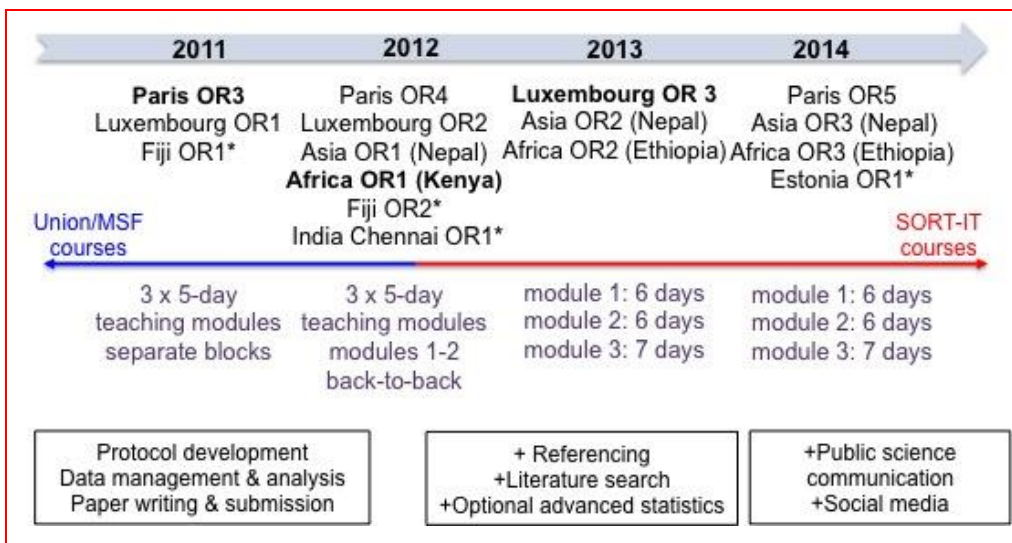 2011
2012
2013
2014
Paris OR3
Luxembourg OR1
Fiji OR1*
Paris OR4
Luxembourg OR2
Asia OR1 (Nepal)
Africa OR1 (Kenya)
Fiji OR2*
India Chennai OR1*
Luxembourg OR 3
Asia OR2 (Nepal)
Africa OR2 (Ethiopia)
Paris OR5
Asia OR3 (Nepal)
Africa OR3 (Ethiopia)
Estonia OR1*
Union/MSF
courses
SORT-IT
courses
3 x 5-day
teaching modules
separate blocks
3 x 5-day
teaching modules
modules 1-2
back-to-back
module 1: 6 days
module 2: 6 days
module 3: 7 days
module 1: 6 days
module 2: 6 days
module 3: 7 days
Protocol development
Data management & analysis
Paper writing & submission
+ Referencing
+Literature search
+Optional advanced statistics
+Public science
communication
+Social media